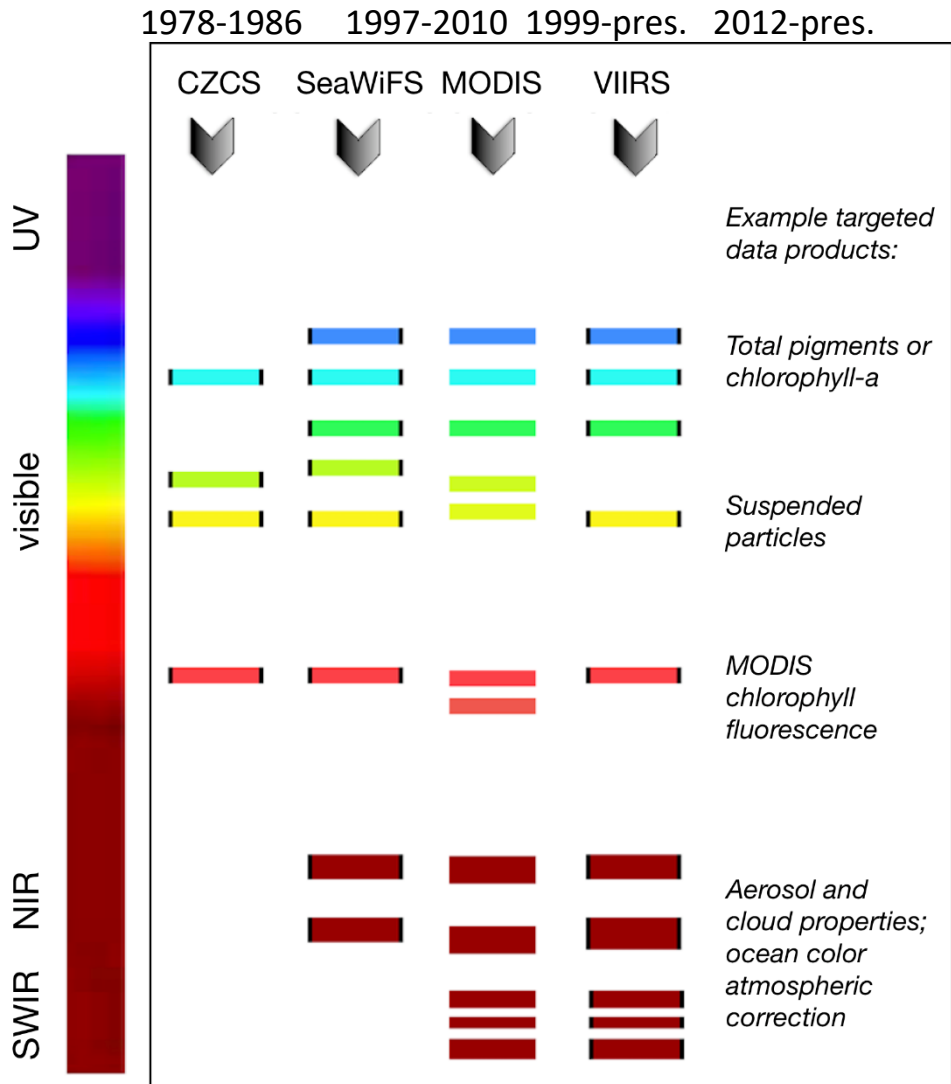 1978-1986 1997-2010 1999-pres. 2012-pres.
CZCS SeaWiFS MODIS VIIRS
UV
visible
NIR
SWIR
Example targeted
data products:
Total pigments or
chlorophyll-a
Suspended
particles
MODIS
chlorophyll
fluorescence
Aerosol and
cloud properties;
ocean color
atmospheric
correction